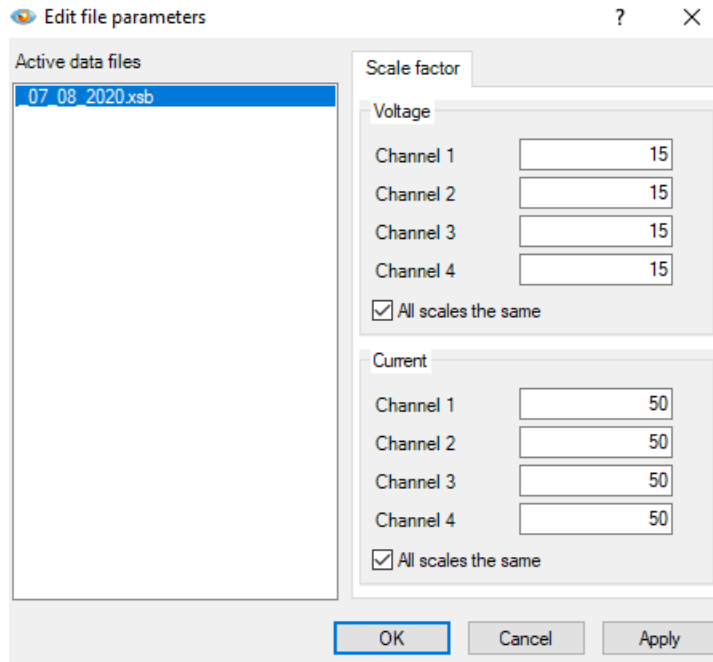 Edit file parameters
?
Active data files
_07_08_2020.xsb
Scale factor
Voltage
Channel 1 15
Channel 2 15
Channel 3 15
Channel 4 15
All scales the same
Current
Channel 1 50
Channel 2 50
Channel 3 50
Channel 4 50
All scales the same
OK Cancel Apply